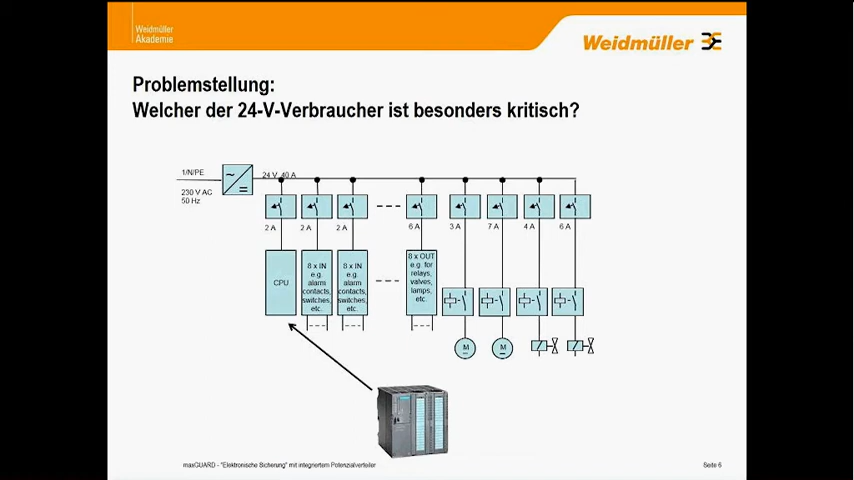 Weidmüller
Akademie
Weidmüller
Problemstellung:
Welcher der 24-V-Verbraucher ist besonders kritisch?
1/N/PE
230 V AC
50 Hz
24 V 40 A
2 A
2 A
2 A
6 A
3 A
7 A
4 A
6 A
CPU
8 x IN
e.g.
alarm
contacts,
switches,
etc.
8 x IN
e.g.
alarm
contacts,
switches,
etc.
8 x OUT
e.g. for
relays,
valves,
lamps,
etc.
M
M
maxGUARD - "Elektronische Sicherung" mit integriertem Potenzialverteiler
Seite 6